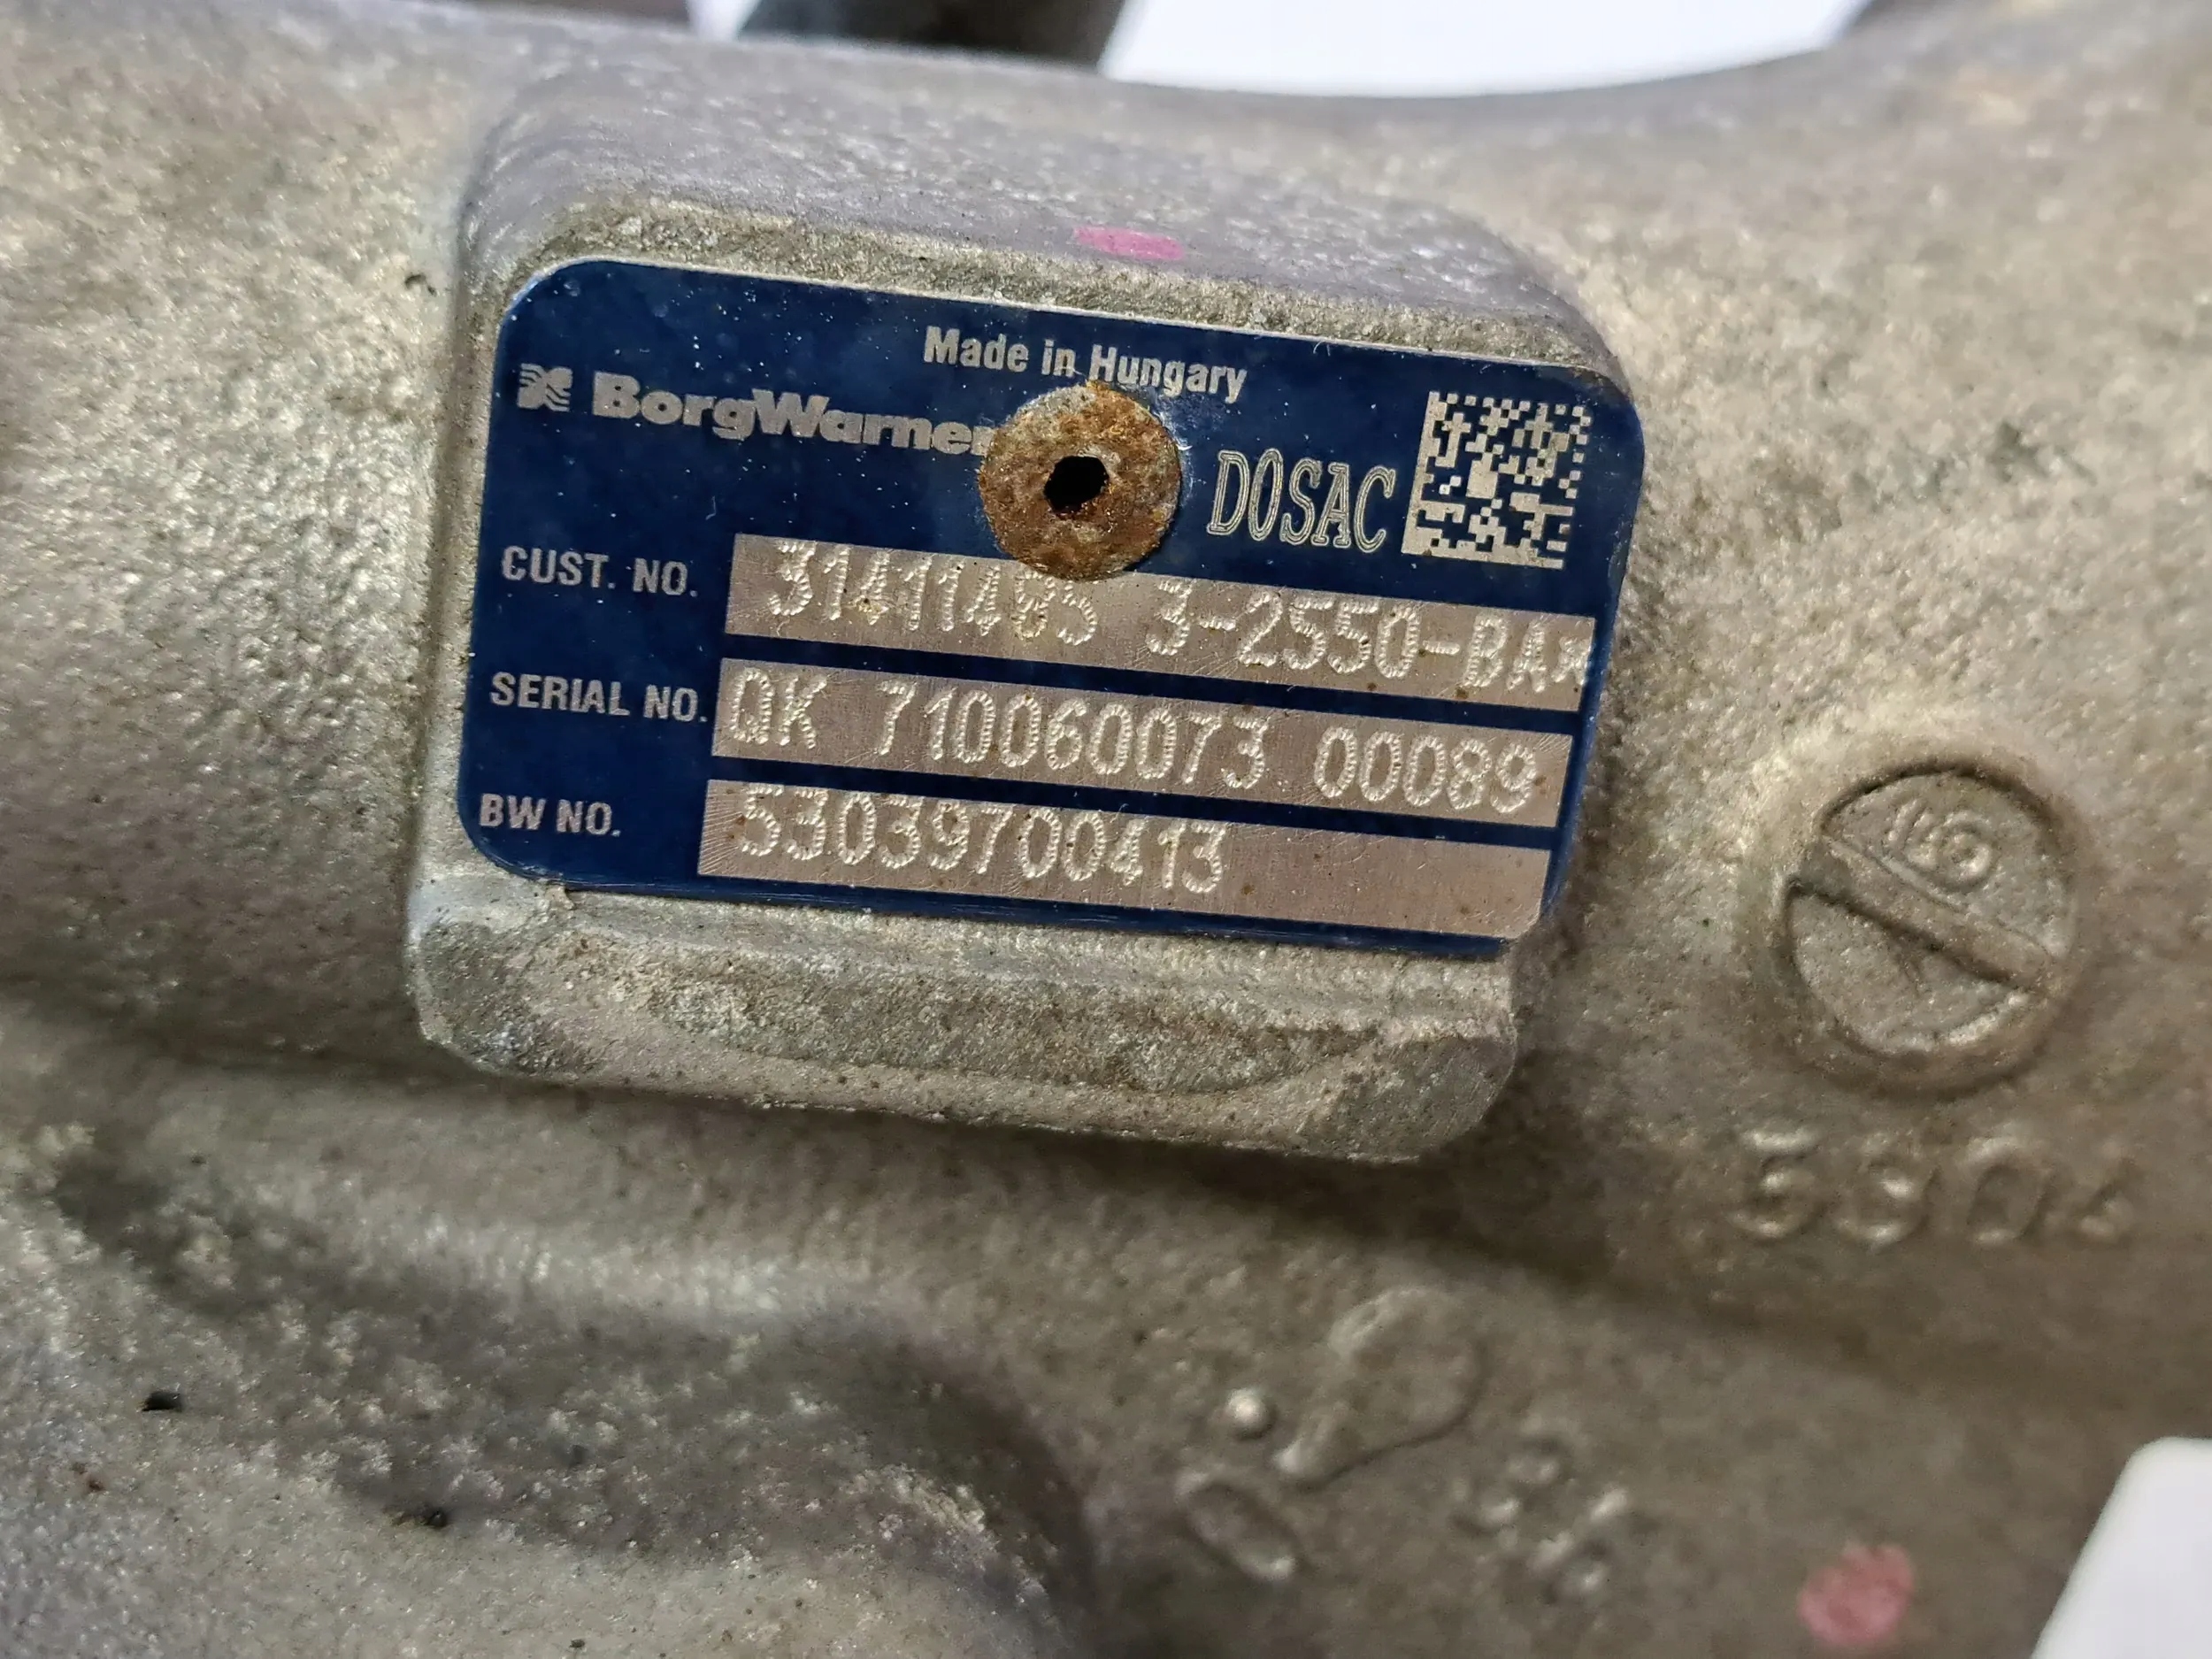 Made in Hungary
BorgWarner
DOSAC
CUST. NO. 31411485 3-2550-BA*
SERIAL NO. QK 710060073 00089
BW NO. 53039700413
5304